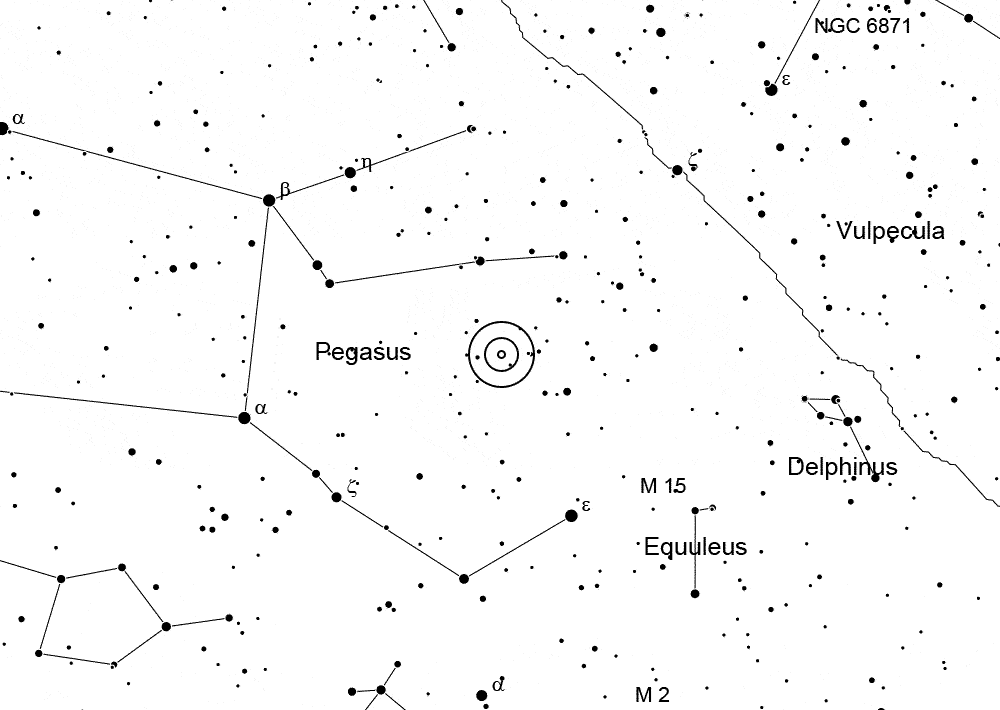 NGC 6871
ε
α
ζ
η
β
Vulpecula
Pegasus
α
Delphinus
ζ
M 15
ε
Equuleus
α
M 2